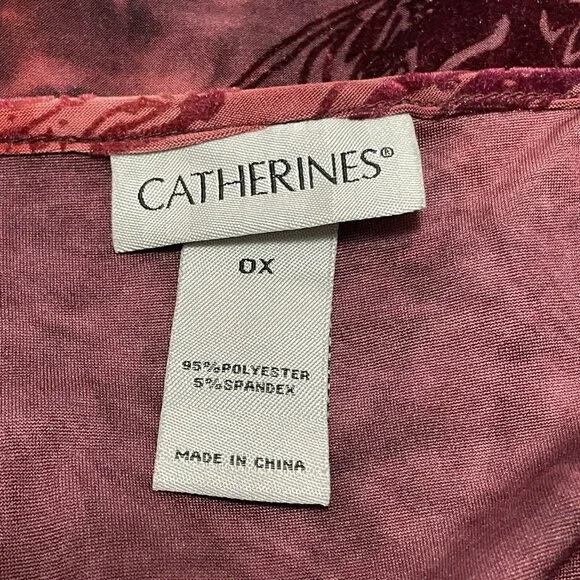 CATHERINES®
0X
95%POLYESTER
5%SPANDEX
MADE IN CHINA